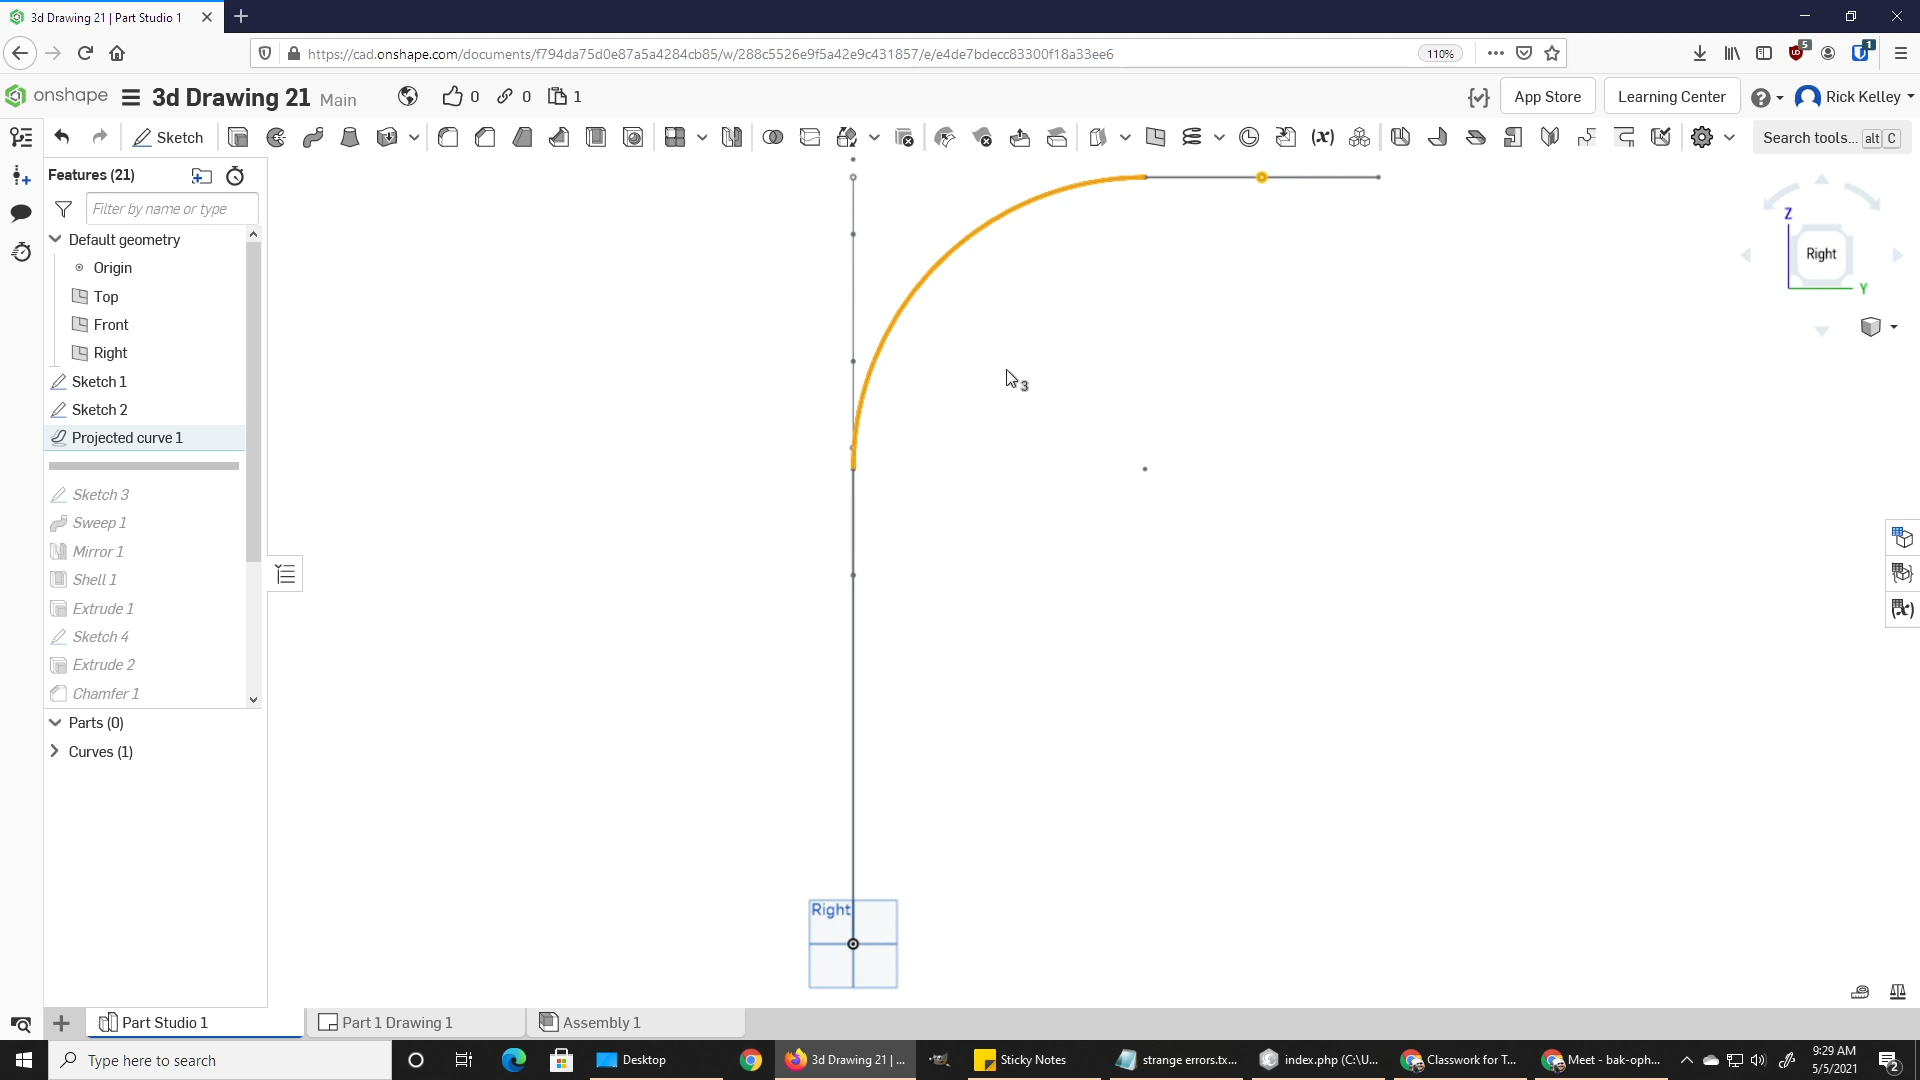 3d Drawing 21 | Part Studio 1
https://cad.onshape.com/documents/f794da75d0e87a5a4284cb85/w/288c5526e9f5a42e9c431857/e/e4de7bdecc83300f18a33ee6
110%
5
1
onshape
3d Drawing 21 Main
0
0
1
App Store
Learning Center
Rick Kelley
Sketch
(x)
Search tools... alt C
Features (21)
Filter by name or type
Default geometry
Origin
Top
Front
Right
Sketch 1
Sketch 2
Projected curve 1
Sketch 3
Sweep 1
Mirror 1
Shell 1
Extrude 1
Sketch 4
Extrude 2
Chamfer 1
Parts (0)
Curves (1)
3
Z
Right
Y
(x)
Right
Part Studio 1
Part 1 Drawing 1
Assembly 1
Type here to search
Desktop
3d Drawing 21 | ...
Sticky Notes
strange errors.tx...
index.php (C:\U...
Classwork for T...
Meet - bak-oph...
9:29 AM
5/5/2021
2